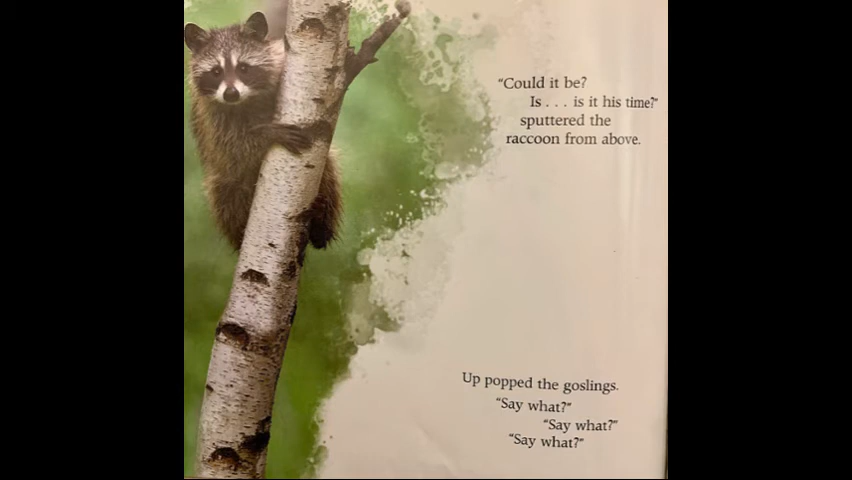 “Could it be?
Is . . . is it his time?”
sputtered the
raccoon from above.
Up popped the goslings.
“Say what?”
“Say what?”
“Say what?”